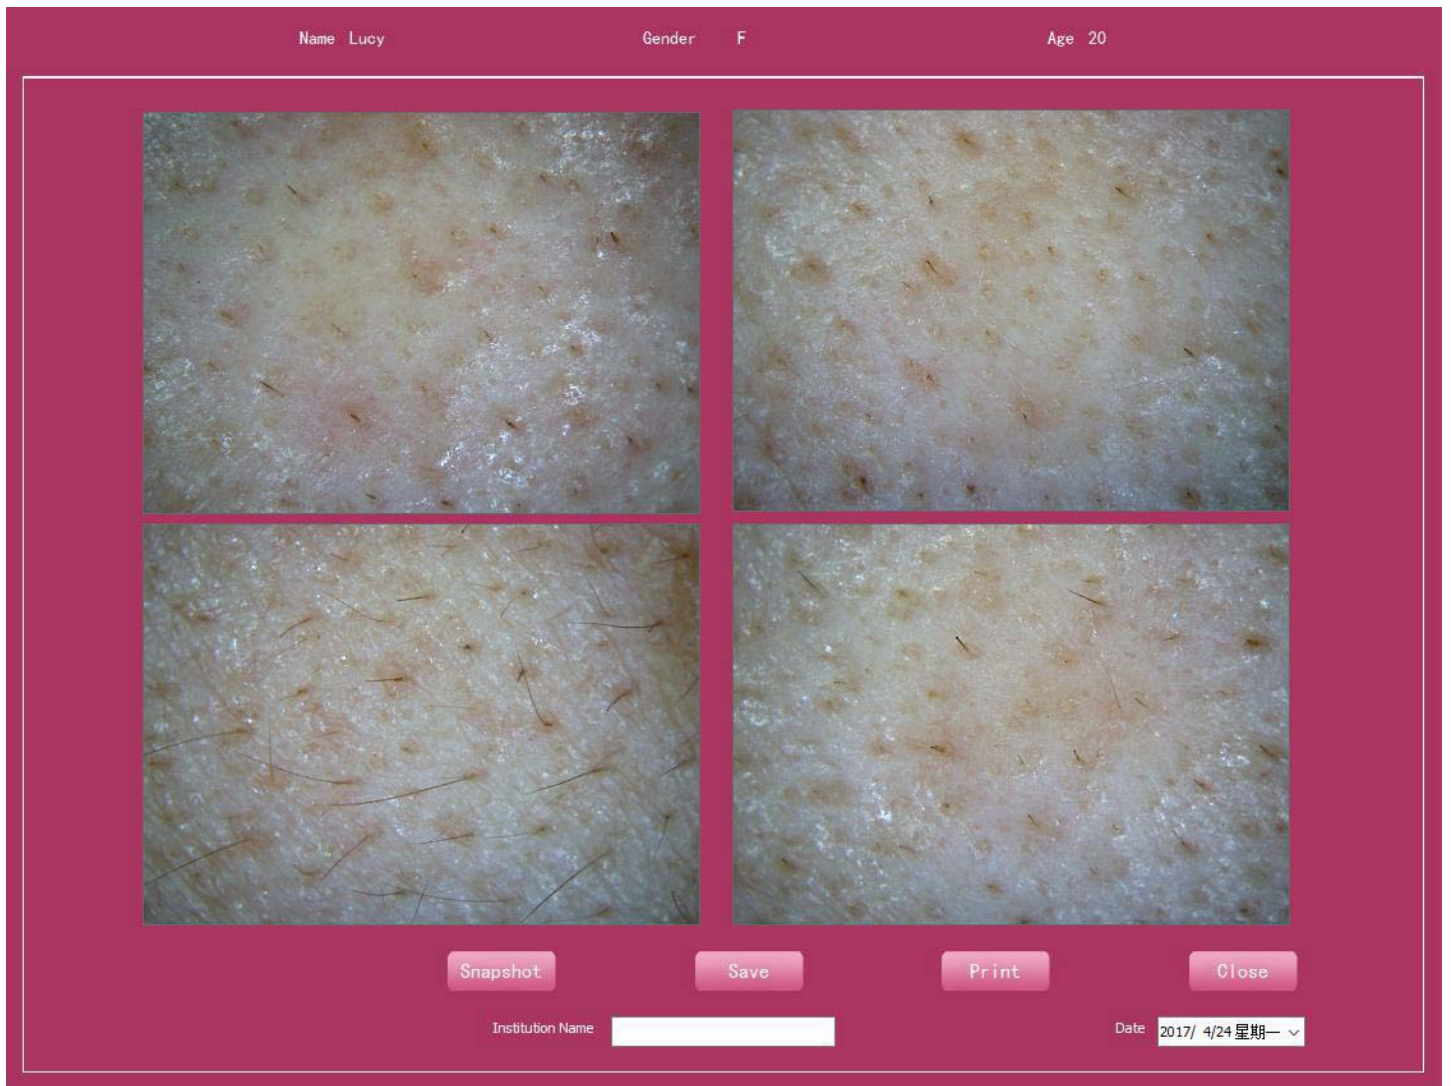 Name Lucy Gender F Age 20
Snapshot Save Print Close
Institution Name Date 2017/ 4/24 星期一